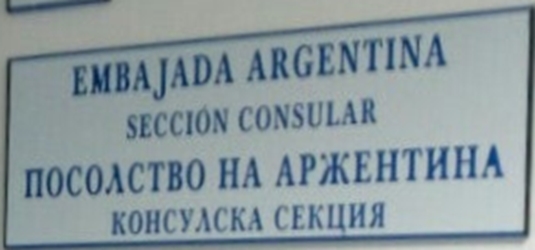 EMBAJADA ARGENTINA
SECCIÓN CONSULAR
ПОСОЛСТВО НА АРЖЕНТИНА
КОНСУЛСКА СЕКЦИЯ